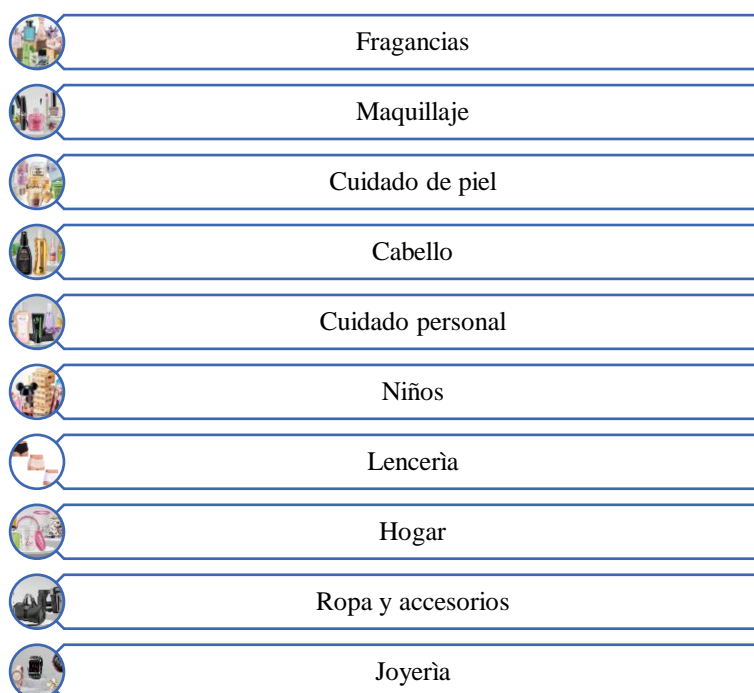 Fragancias
Maquillaje
Cuidado de piel
Cabello
Cuidado personal
Niños
Lencerìa
Hogar
Ropa y accesorios
Joyerìa